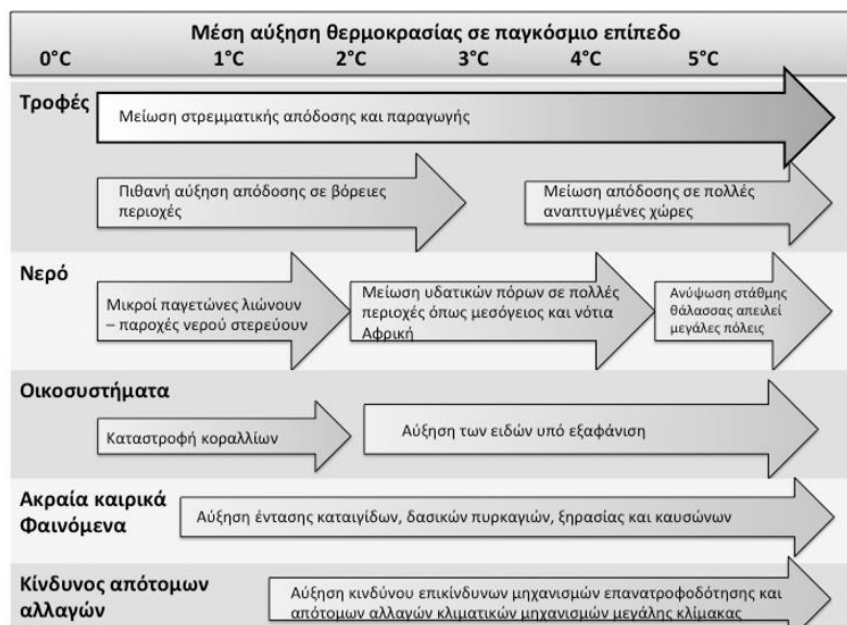 Μέση αύξηση θερμοκρασίας σε παγκόσμιο επίπεδο
0°C 1°C 2°C 3°C 4°C 5°C
Τροφές
Μείωση στρεμματικής απόδοσης και παραγωγής
Πιθανή αύξηση απόδοσης σε βόρειες
περιοχές
Μείωση απόδοσης σε πολλές
αναπτυγμένες χώρες
Νερό
Μικροί παγετώνες λιώνουν
– παροχές νερού στερεύουν
Μείωση υδατικών πόρων σε πολλές
περιοχές όπως μεσόγειος και νότια
Αφρική
Ανύψωση στάθμης
θάλασσας απειλεί
μεγάλες πόλεις
Οικοσυστήματα
Καταστροφή κοραλλίων
Αύξηση των ειδών υπό εξαφάνιση
Ακραία καιρικά
Φαινόμενα
Αύξηση έντασης καταιγίδων, δασικών πυρκαγιών, ξηρασίας και καυσώνων
Κίνδυνος απότομων
αλλαγών
Αύξηση κινδύνου επικίνδυνων μηχανισμών επανατροφοδότησης και
απότομων αλλαγών κλιματικών μηχανισμών μεγάλης κλίμακας